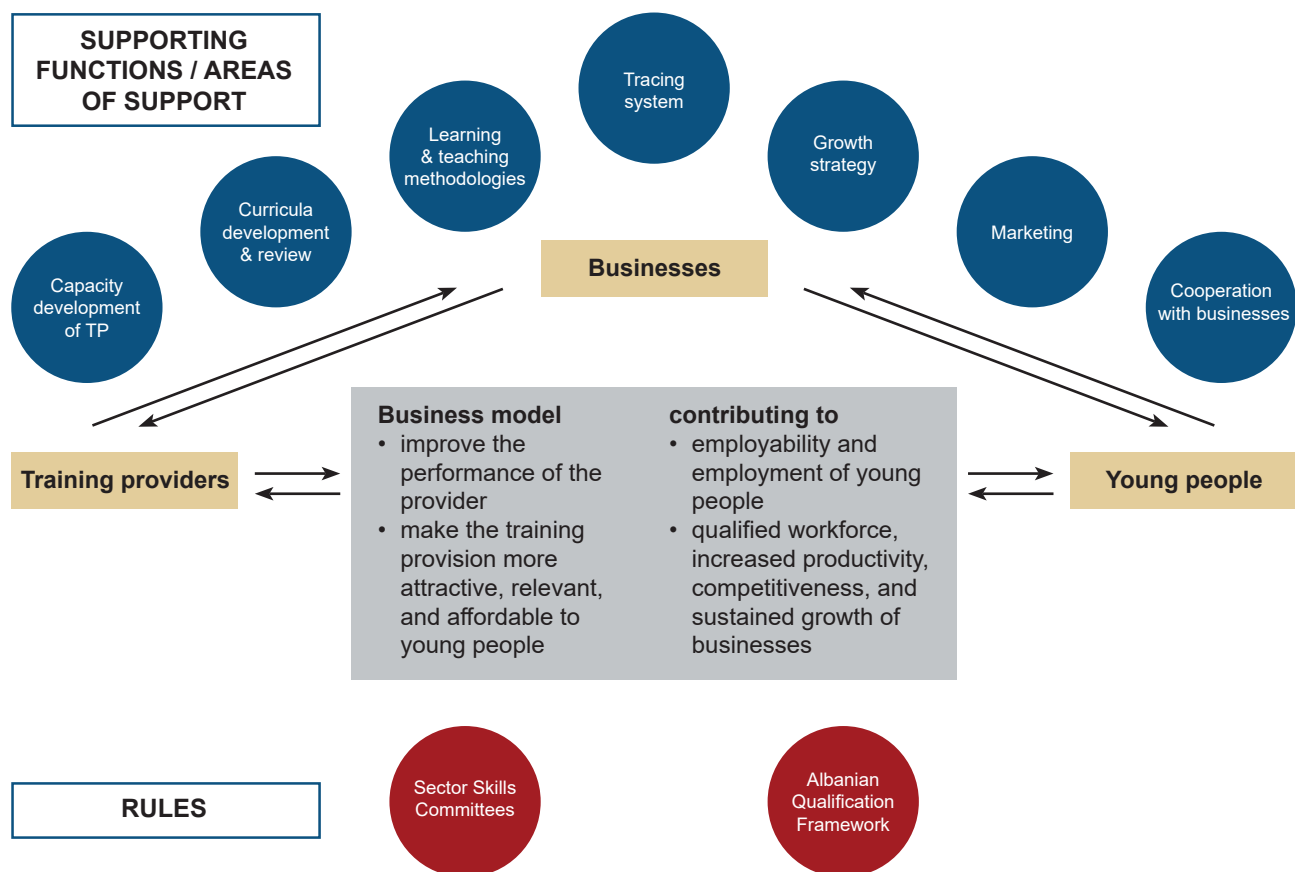 SUPPORTING
FUNCTIONS / AREAS
OF SUPPORT
Tracing
system
Learning
& teaching
methodologies
Growth
strategy
Curricula
development
& review
Marketing
Capacity
development
of TP
Businesses
Cooperation
with businesses
Training providers
Business model
• improve the
performance of the
provider
• make the training
provision more
attractive, relevant,
and affordable to
young people
contributing to
• employability and
employment of young
people
• qualified workforce,
increased productivity,
competitiveness, and
sustained growth of
businesses
Young people
RULES
Sector Skills
Committees
Albanian
Qualification
Framework